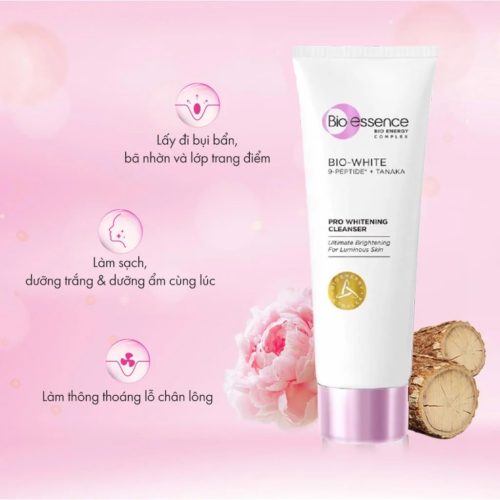 Lấy đi bụi bẩn,
bã nhờn và lớp trang điểm
Làm sạch,
dưỡng trắng & dưỡng ẩm cùng lúc
Làm thông thoáng lỗ chân lông
Bio essence
BIO ENERGY
COMPLEX
BIO-WHITE
9-PEPTIDE* + TANAKA
PRO WHITENING
CLEANSER
Ultimate Brightening
For Luminous Skin